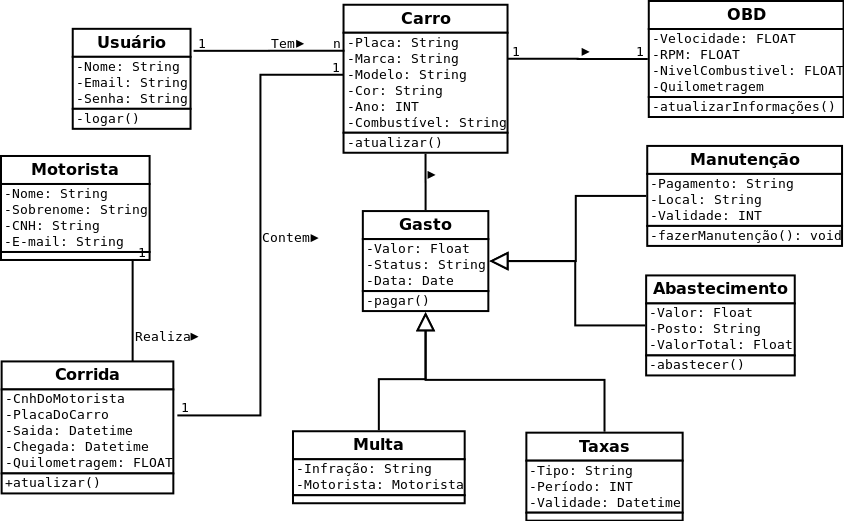 Usuário
-Nome: String
-Email: String
-Senha: String
-logar()
1
Tem▶
n
Carro
-Placa: String
-Marca: String
-Modelo: String
-Cor: String
-Ano: INT
-Combustível: String
-atualizar()
1
1
▶
1
OBD
-Velocidade: FLOAT
-RPM: FLOAT
-NivelCombustivel: FLOAT
-Quilometragem
-atualizarInformações()
Motorista
-Nome: String
-Sobrenome: String
-CNH: String
-E-mail: String
1
Realiza▶
Contem▶
▶
Gasto
-Valor: Float
-Status: String
-Data: Date
-pagar()
Manutenção
-Pagamento: String
-Local: String
-Validade: INT
-fazerManutenção(): void
Abastecimento
-Valor: Float
-Posto: String
-ValorTotal: Float
-abastecer()
Corrida
-CnhDoMotorista
-PlacaDoCarro
-Saida: Datetime
-Chegada: Datetime
-Quilometragem: FLOAT
+atualizar()
1
Multa
-Infração: String
-Motorista: Motorista
Taxas
-Tipo: String
-Período: INT
-Validade: Datetime